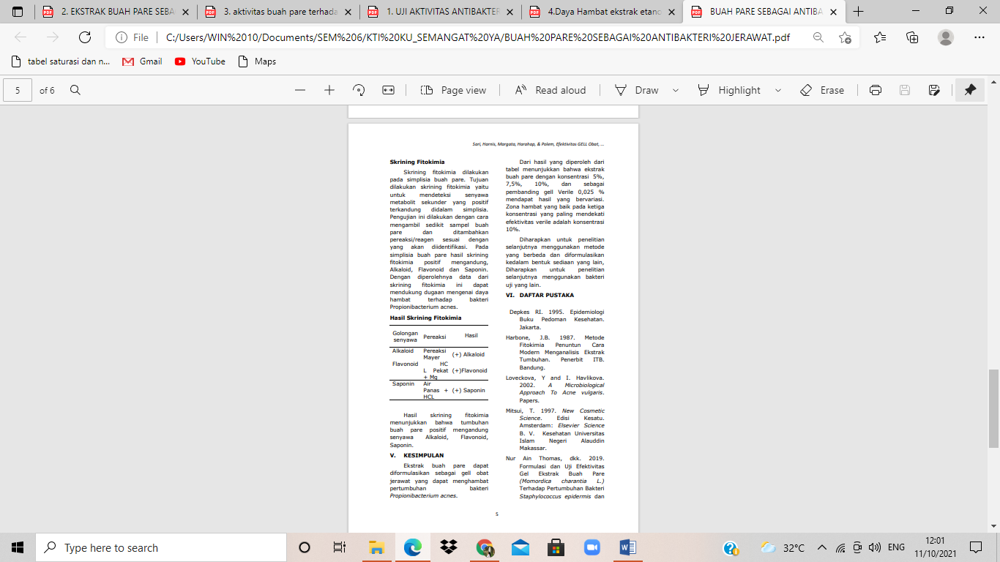 2. EKSTRAK BUAH PARE SEBA
3. aktivitas buah pare terhada
1. UJI AKTIVITAS ANTIBAKTER
4.Daya Hambat ekstrak etano
BUAH PARE SEBAGAI ANTIBA
File
C:/Users/WIN%2010/Documents/SEM%206/KTI%20KU_SEMANGAT%20YA/BUAH%20PARE%20SEBAGAI%20ANTIBAKTERI%20JERAWAT.pdf
tabel saturasi dan n...
Gmail
YouTube
Maps
5 of 6
Page view
Read aloud
Draw
Highlight
Erase
Sari, Harnis, Margata, Harahap, & Polem, Efektivitas GELL Obat, ...
Skrining Fitokimia
Skrining fitokimia dilakukan
pada simplisia buah pare. Tujuan
dilakukan skrining fitokimia yaitu
untuk mendeteksi senyawa
metabolit sekunder yang positif
terkandung didalam simplisia.
Pengujian ini dilakukan dengan cara
mengambil sedikit sampel buah
pare dan ditambahkan
pereaksi/reagen sesuai dengan
yang akan diidentifikasi. Pada
simplisia buah pare hasil skrining
fitokimia positif mengandung,
Alkaloid, Flavonoid dan Saponin.
Dengan diperolehnya data dari
skrining fitokimia ini dapat
mendukung dugaan mengenai daya
hambat terhadap bakteri
Propionibacterium acnes.
Hasil Skrining Fitokimia
Golongan senyawa Pereaksi Hasil
Alkaloid Pereaksi Mayer (+) Alkaloid
Flavonoid HC
L Pekat (+)Flavonoid
+ Mg
Saponin Air
Panas + (+) Saponin
HCL
Hasil skrining fitokimia
menunjukkan bahwa tumbuhan
buah pare positif mengandung
senyawa Alkaloid, Flavonoid,
Saponin.
V. KESIMPULAN
Ekstrak buah pare dapat
diformulasikan sebagai gell obat
jerawat yang dapat menghambat
pertumbuhan bakteri
Propionibacterium acnes.
Dari hasil yang diperoleh dari
tabel menunjukkan bahwa ekstrak
buah pare dengan konsentrasi 5%,
7,5%, 10%, dan sebagai
pembanding gell Verile 0,025 %
mendapat hasil yang bervariasi.
Zona hambat yang baik pada ketiga
konsentrasi yang paling mendekati
efektivitas verile adalah konsentrasi
10%.
Diharapkan untuk penelitian
selanjutnya menggunakan metode
yang berbeda dan diformulasikan
kedalam bentuk sediaan yang lain,
Diharapkan untuk penelitian
selanjutnya menggunakan bakteri
uji yang lain.
VI. DAFTAR PUSTAKA
Depkes RI. 1995. Epidemiologi
Buku Pedoman Kesehatan.
Jakarta.
Harbone, J.B. 1987. Metode
Fitokimia Penuntun Cara
Modern Menganalisis Ekstrak
Tumbuhan. Penerbit ITB.
Bandung.
Loveckova, Y and I. Havlikova.
2002. A Microbiological
Approach To Acne vulgaris.
Papers.
Mitsui, T. 1997. New Cosmetic
Science. Edisi Kesatu.
Amsterdam: Elsevier Science
B. V. Kesehatan Universitas
Islam Negeri Alauddin
Makassar.
Nur Ain Thomas, dkk. 2019.
Formulasi dan Uji Efektivitas
Gel Ekstrak Buah Pare
(Momordica charantia L.)
Terhadap Pertumbuhan Bakteri
Staphylococcus epidermis dan
5
Type here to search
32°C
ENG
12:01
11/10/2021